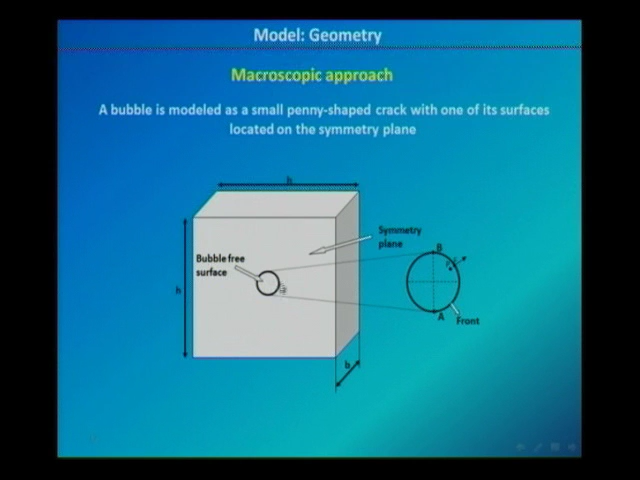 Model: Geometry
Macroscopic approach
A bubble is modeled as a small penny-shaped crack with one of its surfaces
located on the symmetry plane
h
Symmetry
plane
Bubble free
surface
B
h
A
Front
b